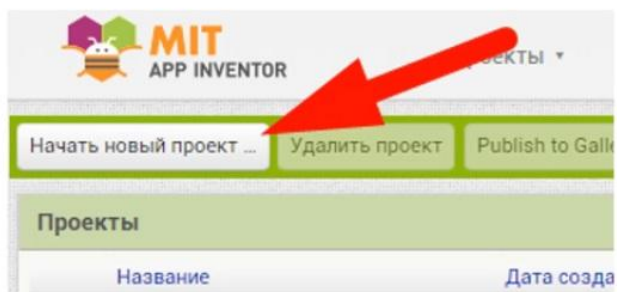 MIT
APP INVENTOR
Начать новый проект ...
Удалить проект
Publish to Galle
Проекты
Название
Дата созда